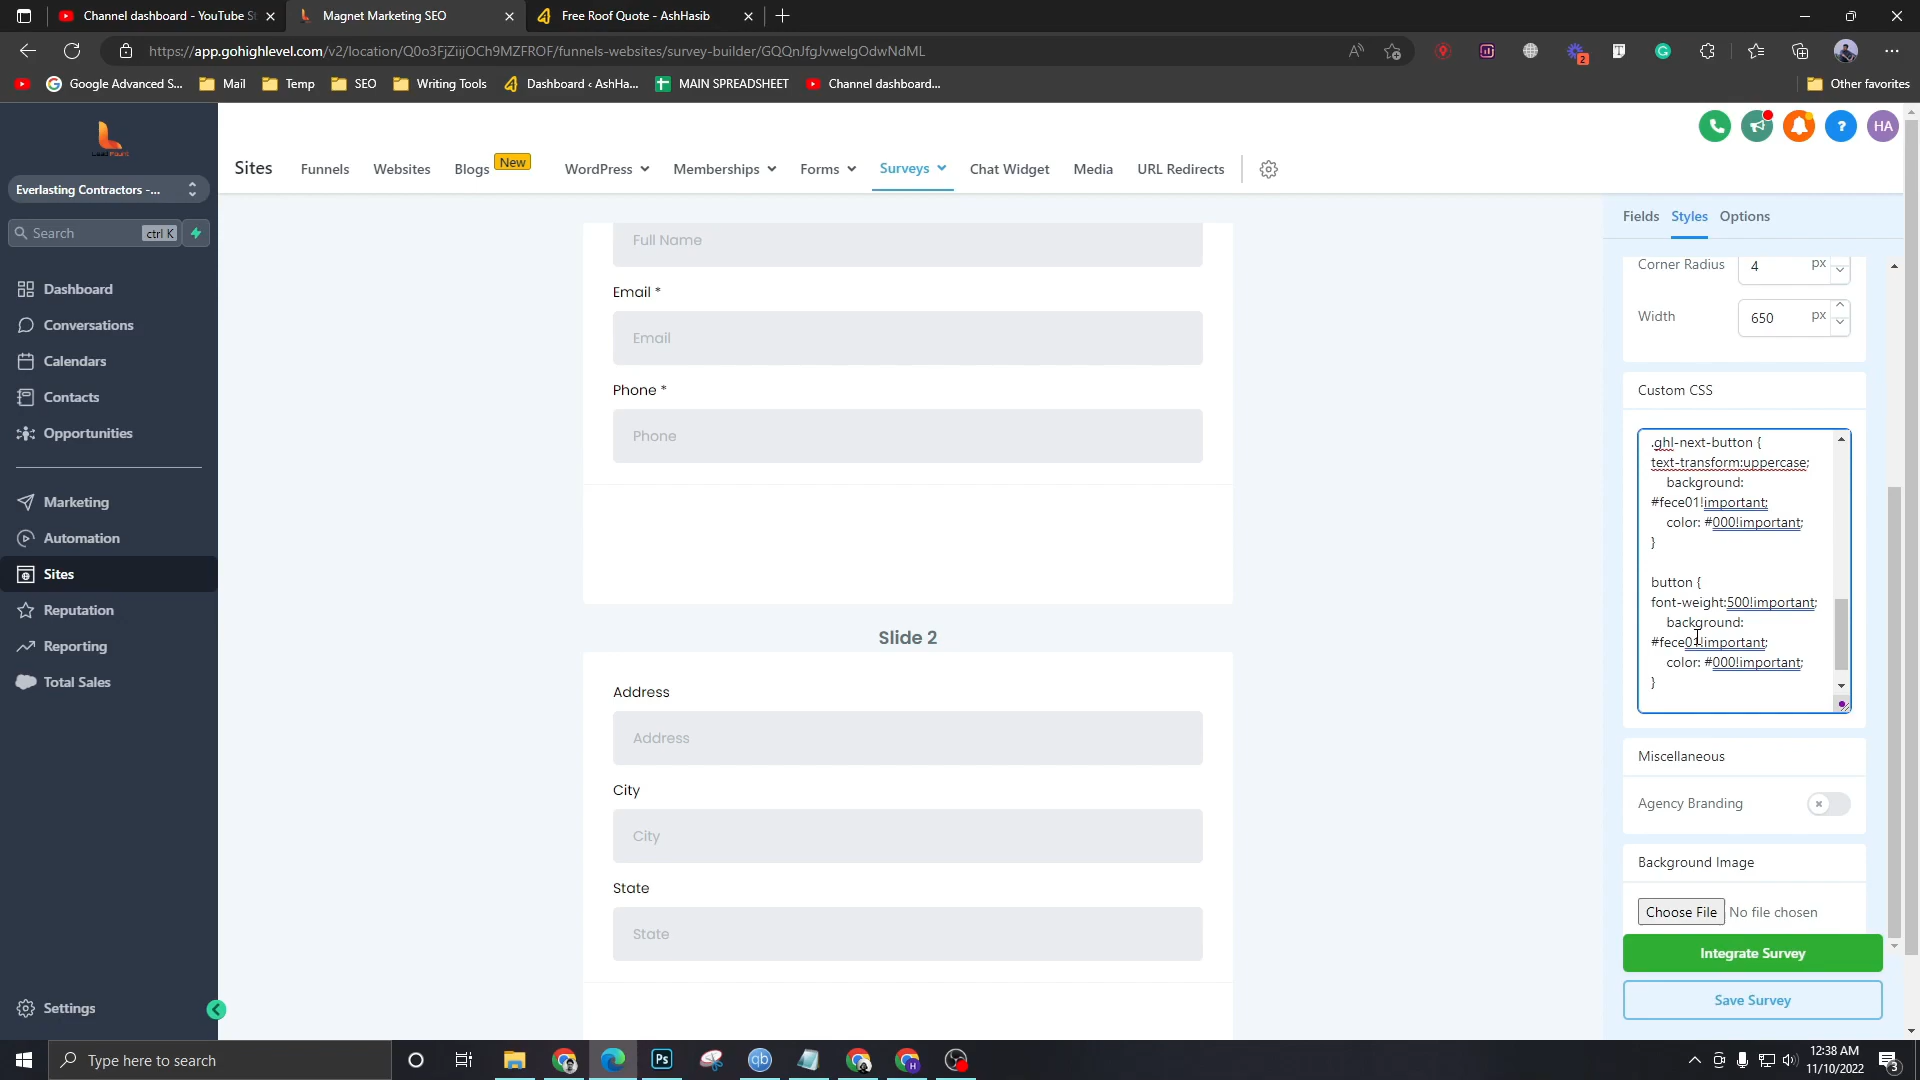 Channel dashboard - YouTube St
Magnet Marketing SEO
Free Roof Quote - AshHasib
https://app.gohighlevel.com/v2/location/Q0o3FjZiijOCh9MZFROF/funnels-websites/survey-builder/GQQnJfqJvwelgOdwNdML
2
Google Advanced S...
Mail
Temp
SEO
Writing Tools
Dashboard ‹ AshHa...
MAIN SPREADSHEET
Channel dashboard...
Other favorites
HA
Sites
Funnels
Websites
Blogs
New
WordPress
Memberships
Forms
Surveys
Chat Widget
Media
URL Redirects
Everlasting Contractors -...
Search
ctrl K
Dashboard
Conversations
Calendars
Contacts
Opportunities
Marketing
Automation
Sites
Reputation
Reporting
Total Sales
Settings
Full Name
Email *
Email
Phone *
Phone
Slide 2
Address
Address
City
City
State
State
Fields
Styles
Options
Corner Radius
4
px
Width
650
px
Custom CSS
.ghl-next-button {
text-transform:uppercase;
background:
#fece01!important;
color: #000!important;
}
button {
font-weight:500!important;
background:
#fece01!important;
color: #000!important;
}
Miscellaneous
Agency Branding
Background Image
Choose File
No file chosen
Integrate Survey
Save Survey
Type here to search
Ps
qb
H
12:38 AM
11/10/2022
3